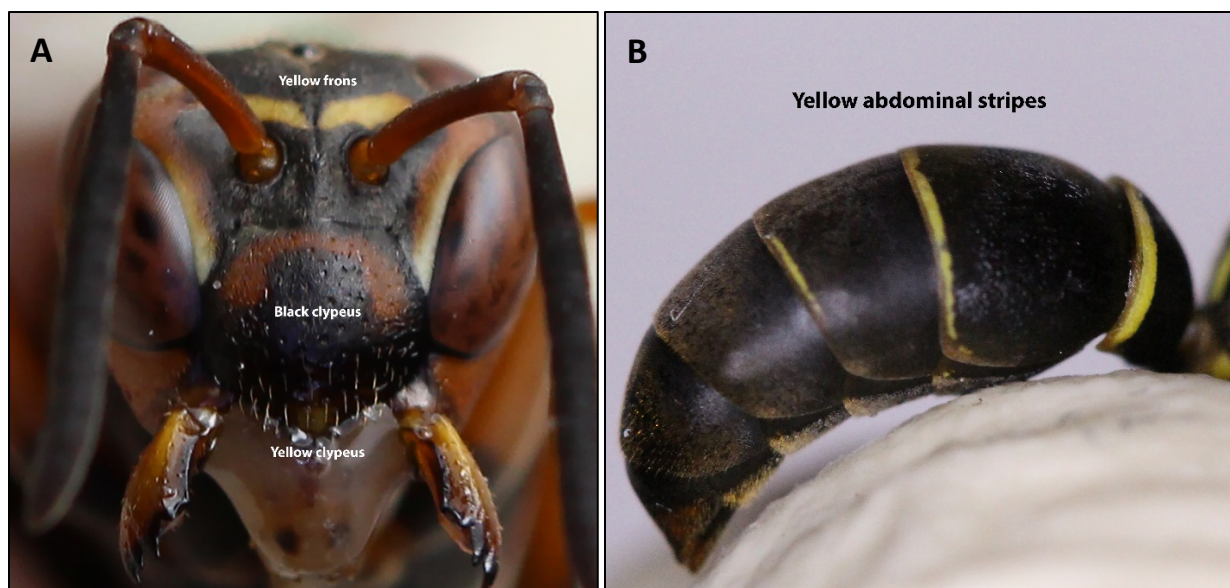 A
Yellow frons
Black clypeus
Yellow clypeus
B
Yellow abdominal stripes